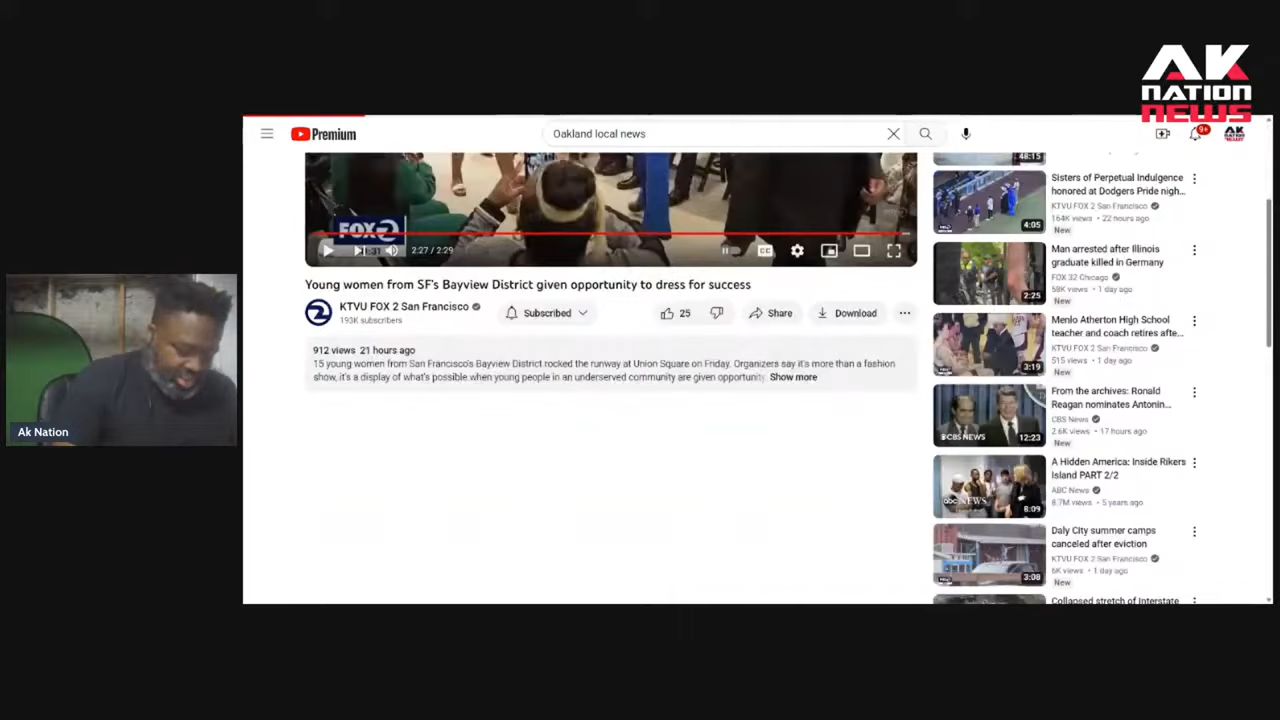 AK
NATION
NEWS
Premium
Oakland local news
9+
FOX 2
2:27 / 2:29
CC
Young women from SF's Bayview District given opportunity to dress for success
KTVU FOX 2 San Francisco
193K subscribers
Subscribed
25
Share
Download
912 views 21 hours ago
15 young women from San Francisco's Bayview District rocked the runway at Union Square on Friday. Organizers say it's more than a fashion
show, it's a display of what's possible when young people in an underserved community are given opportunity. Show more
Ak Nation
48:15
Sisters of Perpetual Indulgence
honored at Dodgers Pride nigh...
KTVU FOX 2 San Francisco
164K views • 22 hours ago
New
4:05
Man arrested after Illinois
graduate killed in Germany
FOX 32 Chicago
58K views • 1 day ago
New
2:25
Menlo Atherton High School
teacher and coach retires afte...
KTVU FOX 2 San Francisco
515 views • 1 day ago
New
3:19
From the archives: Ronald
Reagan nominates Antonin...
CBS News
2.6K views • 17 hours ago
New
CBS NEWS
12:23
A Hidden America: Inside Rikers
Island PART 2/2
ABC News
8.7M views • 5 years ago
abc NEWS
8:09
Daly City summer camps
canceled after eviction
KTVU FOX 2 San Francisco
6K views • 1 day ago
New
3:08
Collapsed stretch of Interstate